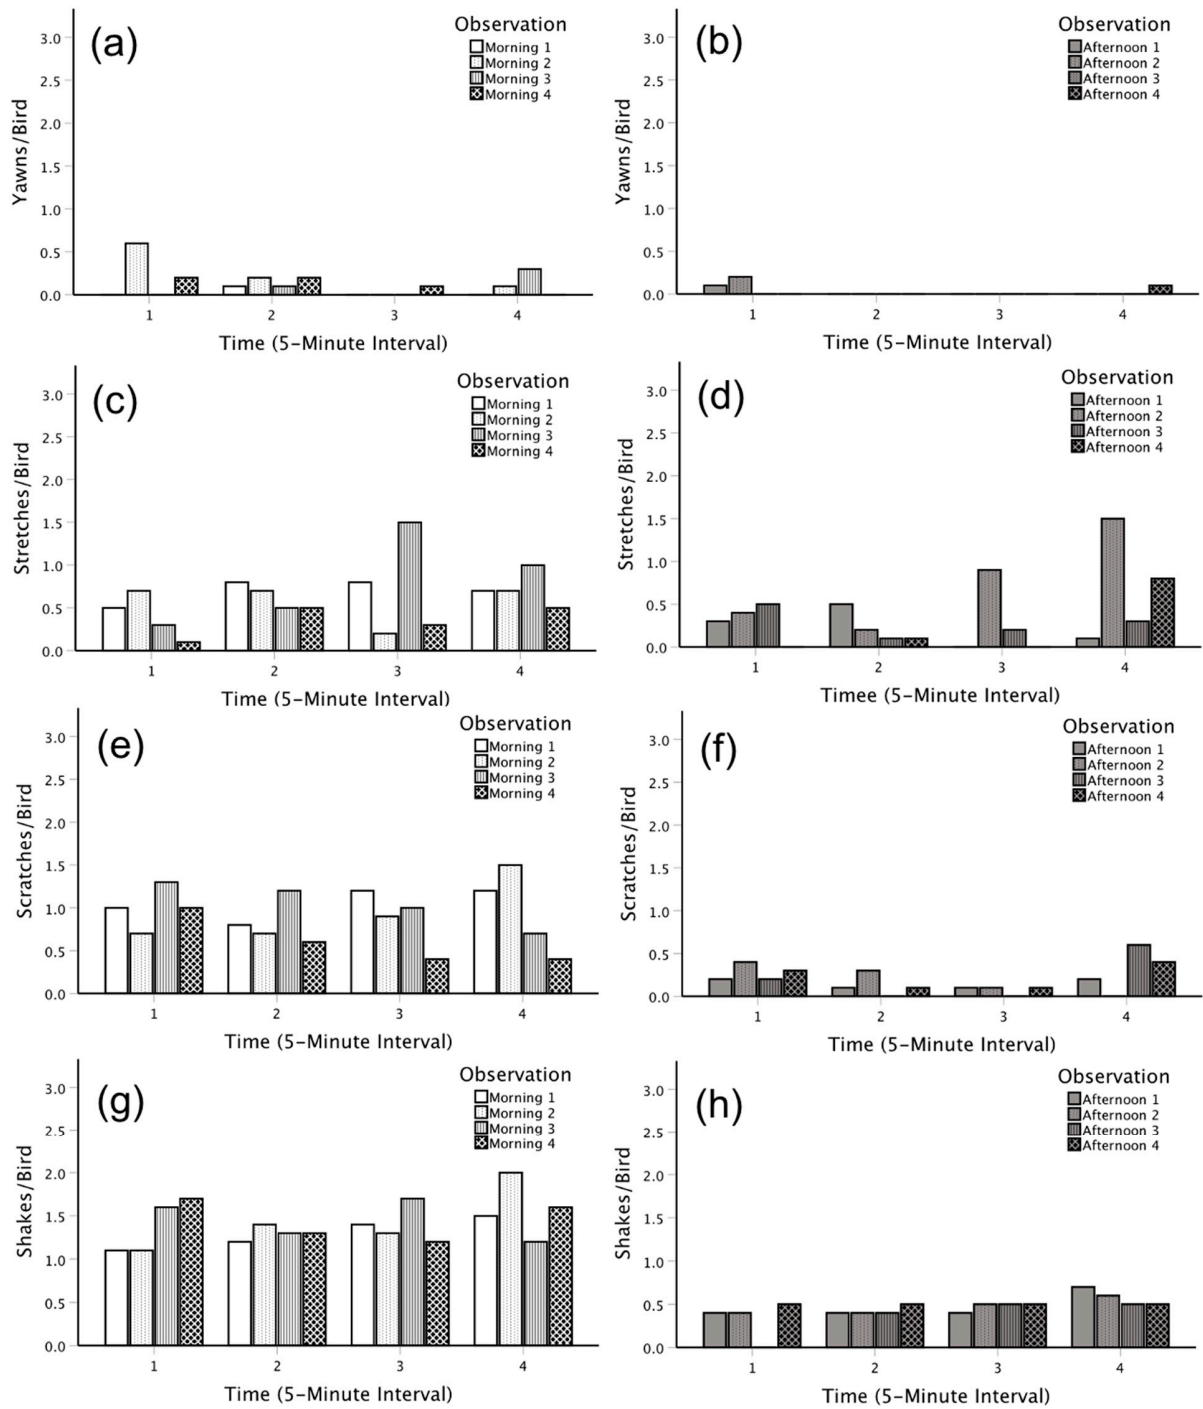 (a)
Observation
Morning 1
Morning 2
Morning 3
Morning 4
Yawns/Bird
3.0
2.5
2.0
1.5
1.0
0.5
0.0
1 2 3 4
Time (5-Minute Interval)
(b)
Observation
Afternoon 1
Afternoon 2
Afternoon 3
Afternoon 4
Yawns/Bird
3.0
2.5
2.0
1.5
1.0
0.5
0.0
1 2 3 4
Time (5-Minute Interval)
(c)
Observation
Morning 1
Morning 2
Morning 3
Morning 4
Stretches/Bird
3.0
2.5
2.0
1.5
1.0
0.5
0.0
1 2 3 4
Time (5-Minute Interval)
(d)
Observation
Afternoon 1
Afternoon 2
Afternoon 3
Afternoon 4
Stretches/Bird
3.0
2.5
2.0
1.5
1.0
0.5
0.0
1 2 3 4
Timee (5-Minute Interval)
(e)
Observation
Morning 1
Morning 2
Morning 3
Morning 4
Scratches/Bird
3.0
2.5
2.0
1.5
1.0
0.5
0.0
1 2 3 4
Time (5-Minute Interval)
(f)
Observation
Afternoon 1
Afternoon 2
Afternoon 3
Afternoon 4
Scratches/Bird
3.0
2.5
2.0
1.5
1.0
0.5
0.0
1 2 3 4
Time (5-Minute Interval)
(g)
Observation
Morning 1
Morning 2
Morning 3
Morning 4
Shakes/Bird
3.0
2.5
2.0
1.5
1.0
0.5
0.0
1 2 3 4
Time (5-Minute Interval)
(h)
Observation
Afternoon 1
Afternoon 2
Afternoon 3
Afternoon 4
Shakes/Bird
3.0
2.5
2.0
1.5
1.0
0.5
0.0
1 2 3 4
Time (5-Minute Interval)